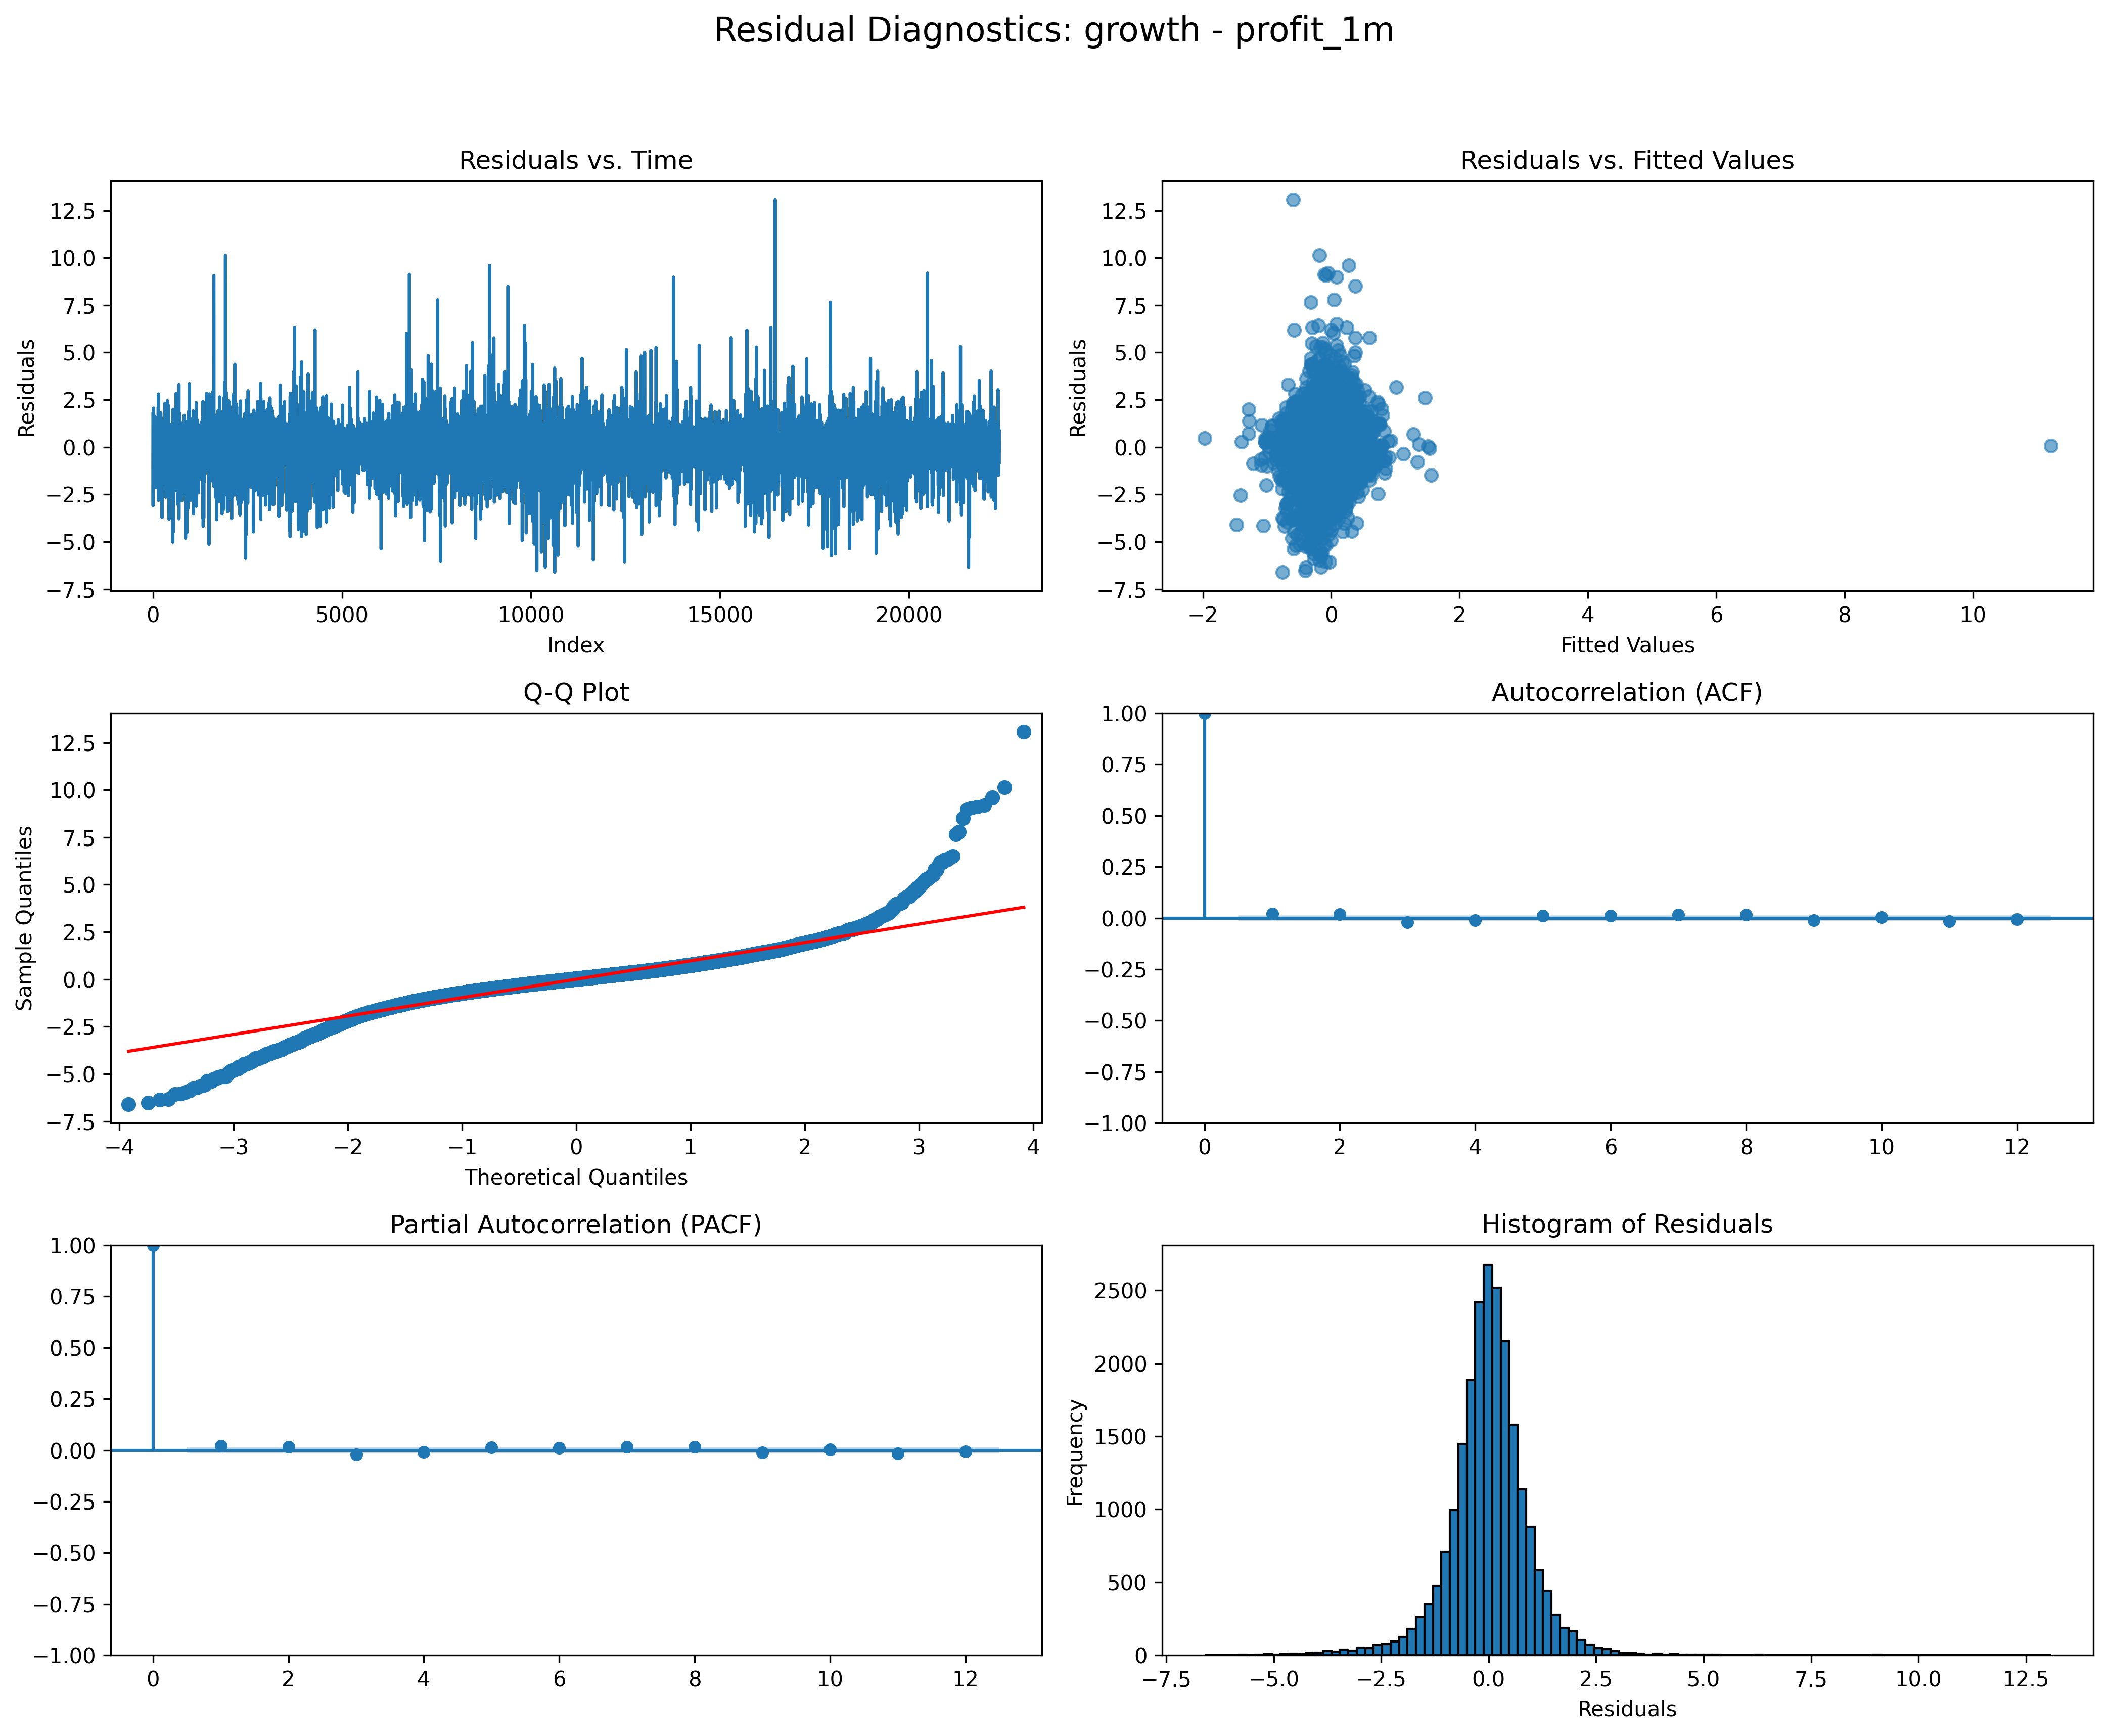 Residual Diagnostics: growth - profit_1m
Residuals vs. Time
12.5
10.0
7.5
5.0
2.5
0.0
−2.5
−5.0
−7.5
Residuals
0 5000 10000 15000 20000
Index
Residuals vs. Fitted Values
12.5
10.0
7.5
5.0
2.5
0.0
−2.5
−5.0
−7.5
Residuals
−2 0 2 4 6 8 10
Fitted Values
Q-Q Plot
12.5
10.0
7.5
5.0
2.5
0.0
−2.5
−5.0
−7.5
Sample Quantiles
−4 −3 −2 −1 0 1 2 3 4
Theoretical Quantiles
Autocorrelation (ACF)
1.00
0.75
0.50
0.25
0.00
−0.25
−0.50
−0.75
−1.00
0 2 4 6 8 10 12
Partial Autocorrelation (PACF)
1.00
0.75
0.50
0.25
0.00
−0.25
−0.50
−0.75
−1.00
0 2 4 6 8 10 12
Histogram of Residuals
2500
2000
1500
1000
500
0
Frequency
−7.5 −5.0 −2.5 0.0 2.5 5.0 7.5 10.0 12.5
Residuals